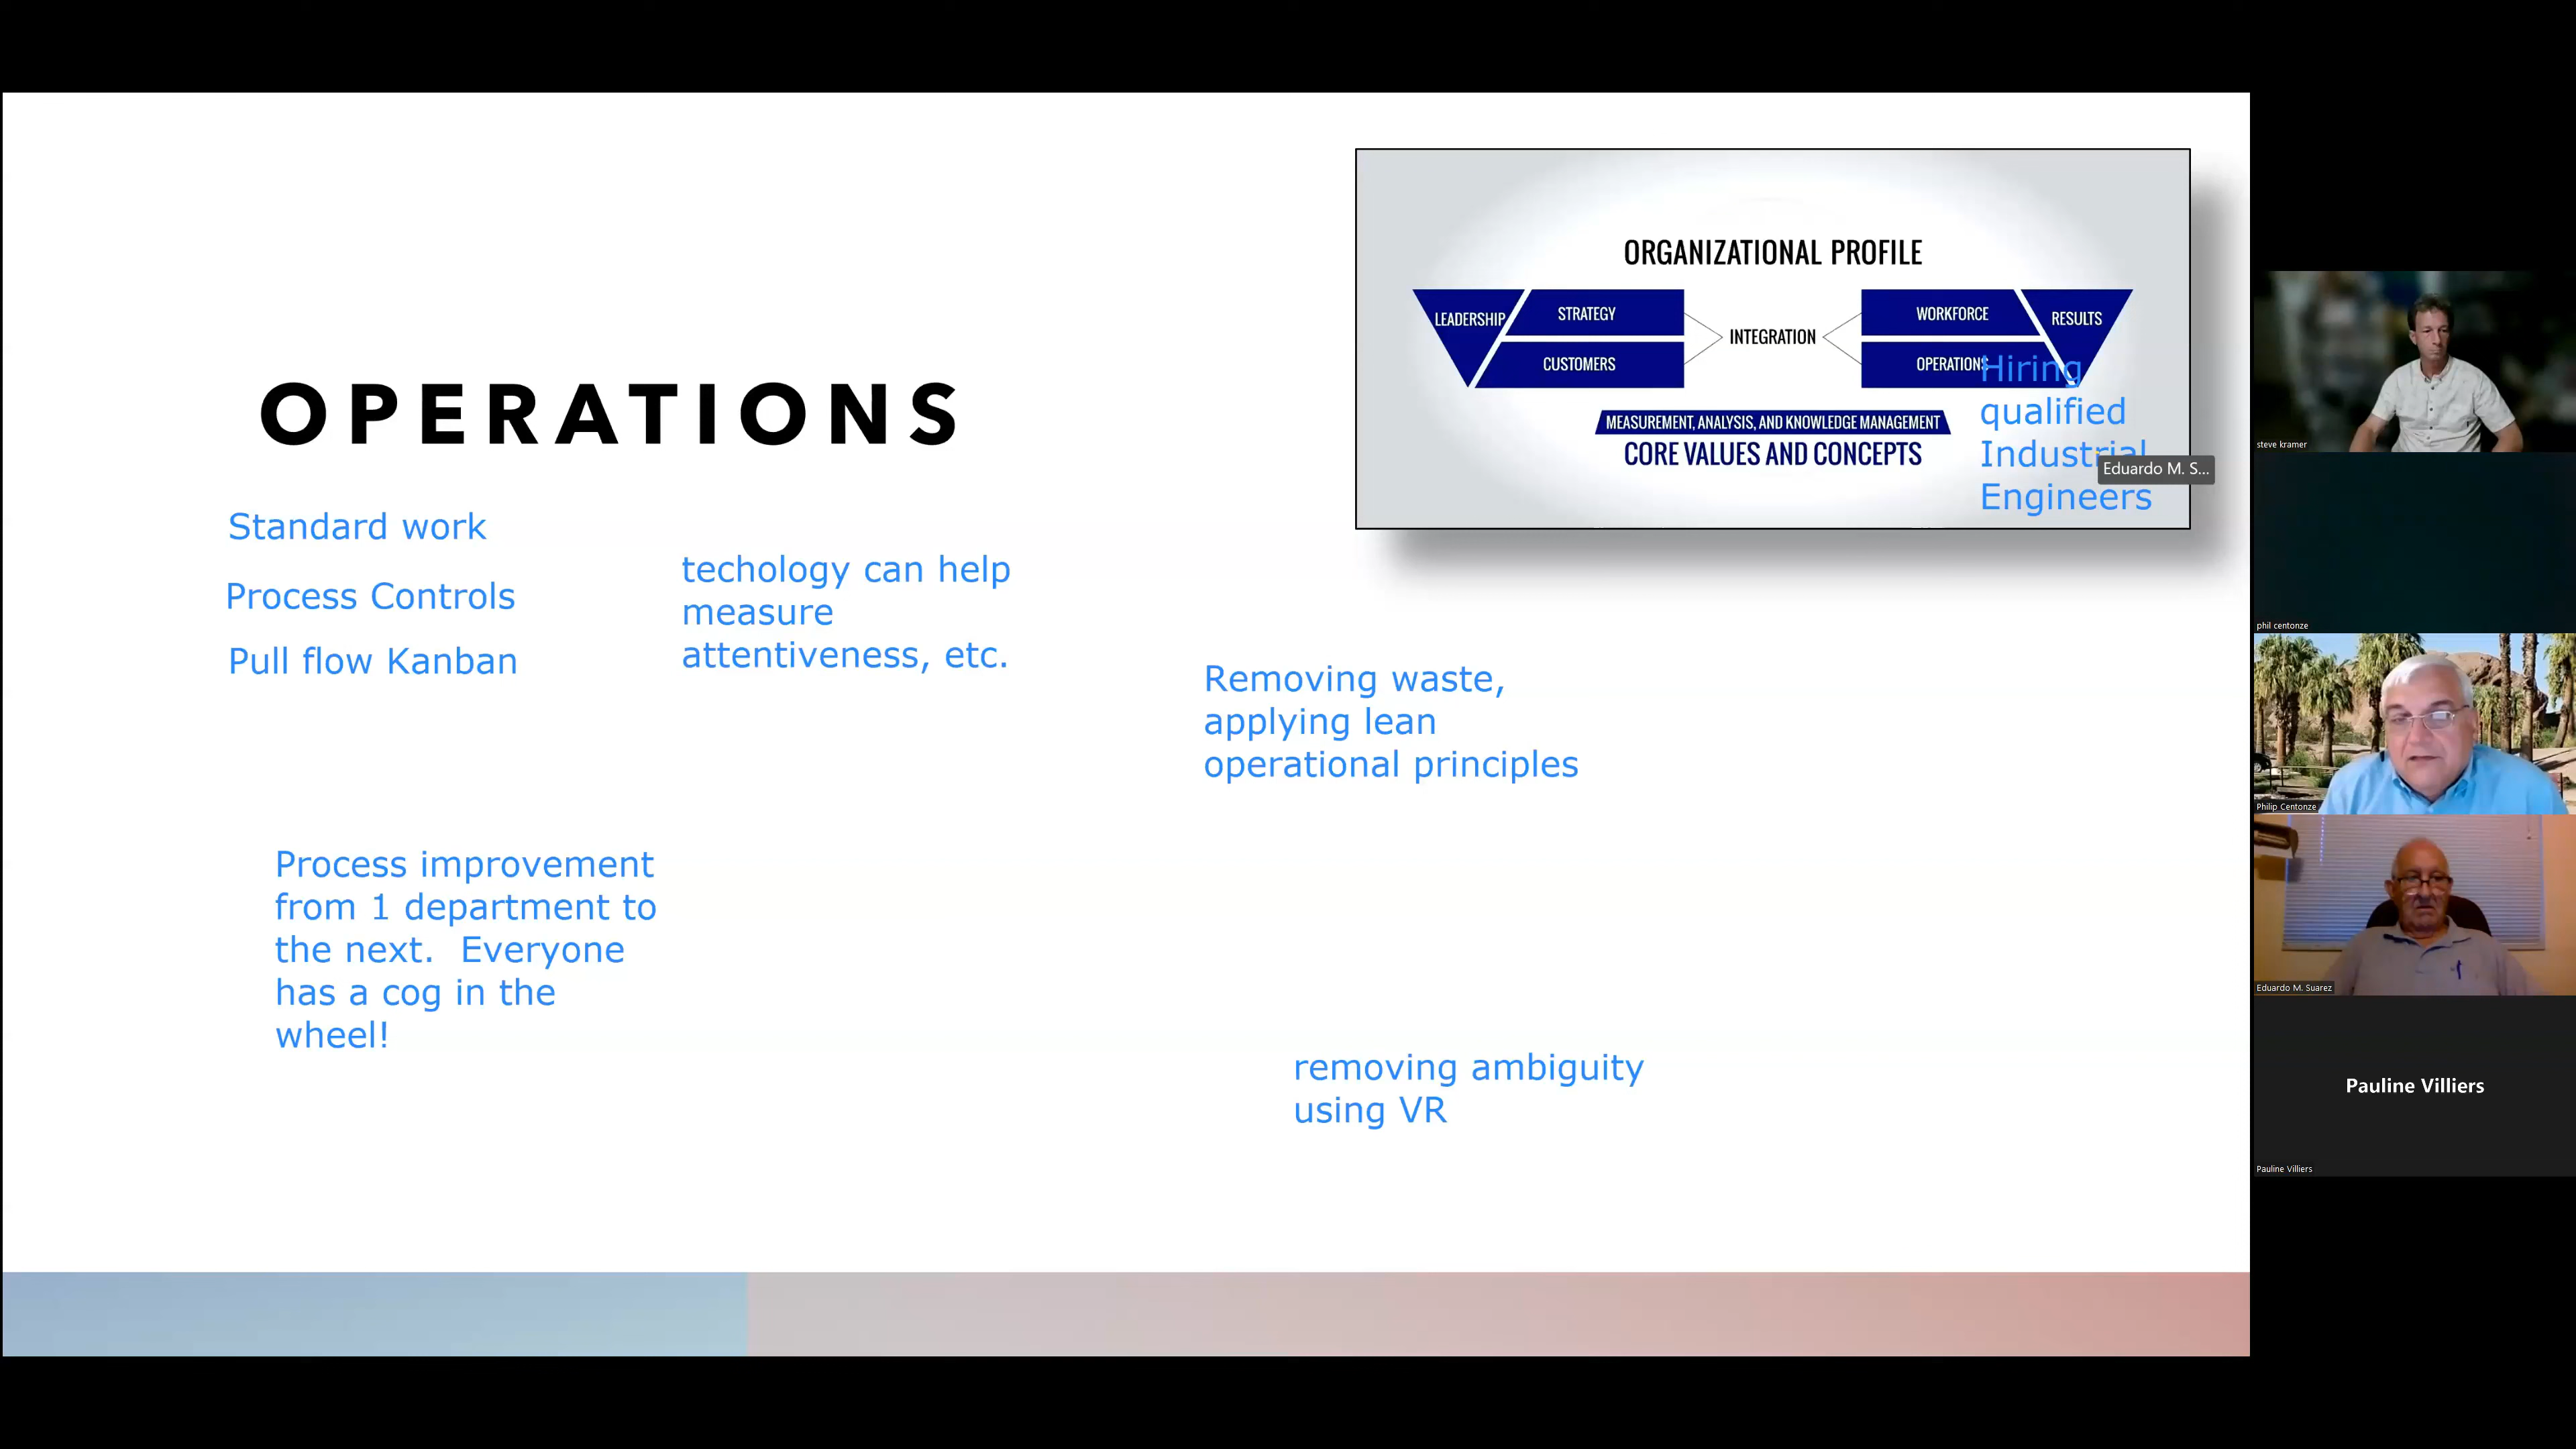 ORGANIZATIONAL PROFILE
LEADERSHIP
STRATEGY
CUSTOMERS
INTEGRATION
WORKFORCE
OPERATIONS
RESULTS
MEASUREMENT, ANALYSIS, AND KNOWLEDGE MANAGEMENT
CORE VALUES AND CONCEPTS
Hiring
qualified
Industrial
Engineers
Eduardo M. S...
OPERATIONS
Standard work
Process Controls
Pull flow Kanban
techology can help
measure
attentiveness, etc.
Removing waste,
applying lean
operational principles
Process improvement
from 1 department to
the next.  Everyone
has a cog in the
wheel!
removing ambiguity
using VR
steve kramer
phil centonze
Philip Centonze
Eduardo M. Suarez
Pauline Villiers
Pauline Villiers